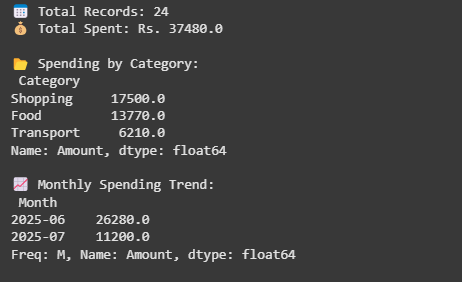 📅 Total Records: 24
💰 Total Spent: Rs. 37480.0
📂 Spending by Category:
Category
Shopping 17500.0
Food 13770.0
Transport 6210.0
Name: Amount, dtype: float64
📈 Monthly Spending Trend:
Month
2025-06 26280.0
2025-07 11200.0
Freq: M, Name: Amount, dtype: float64